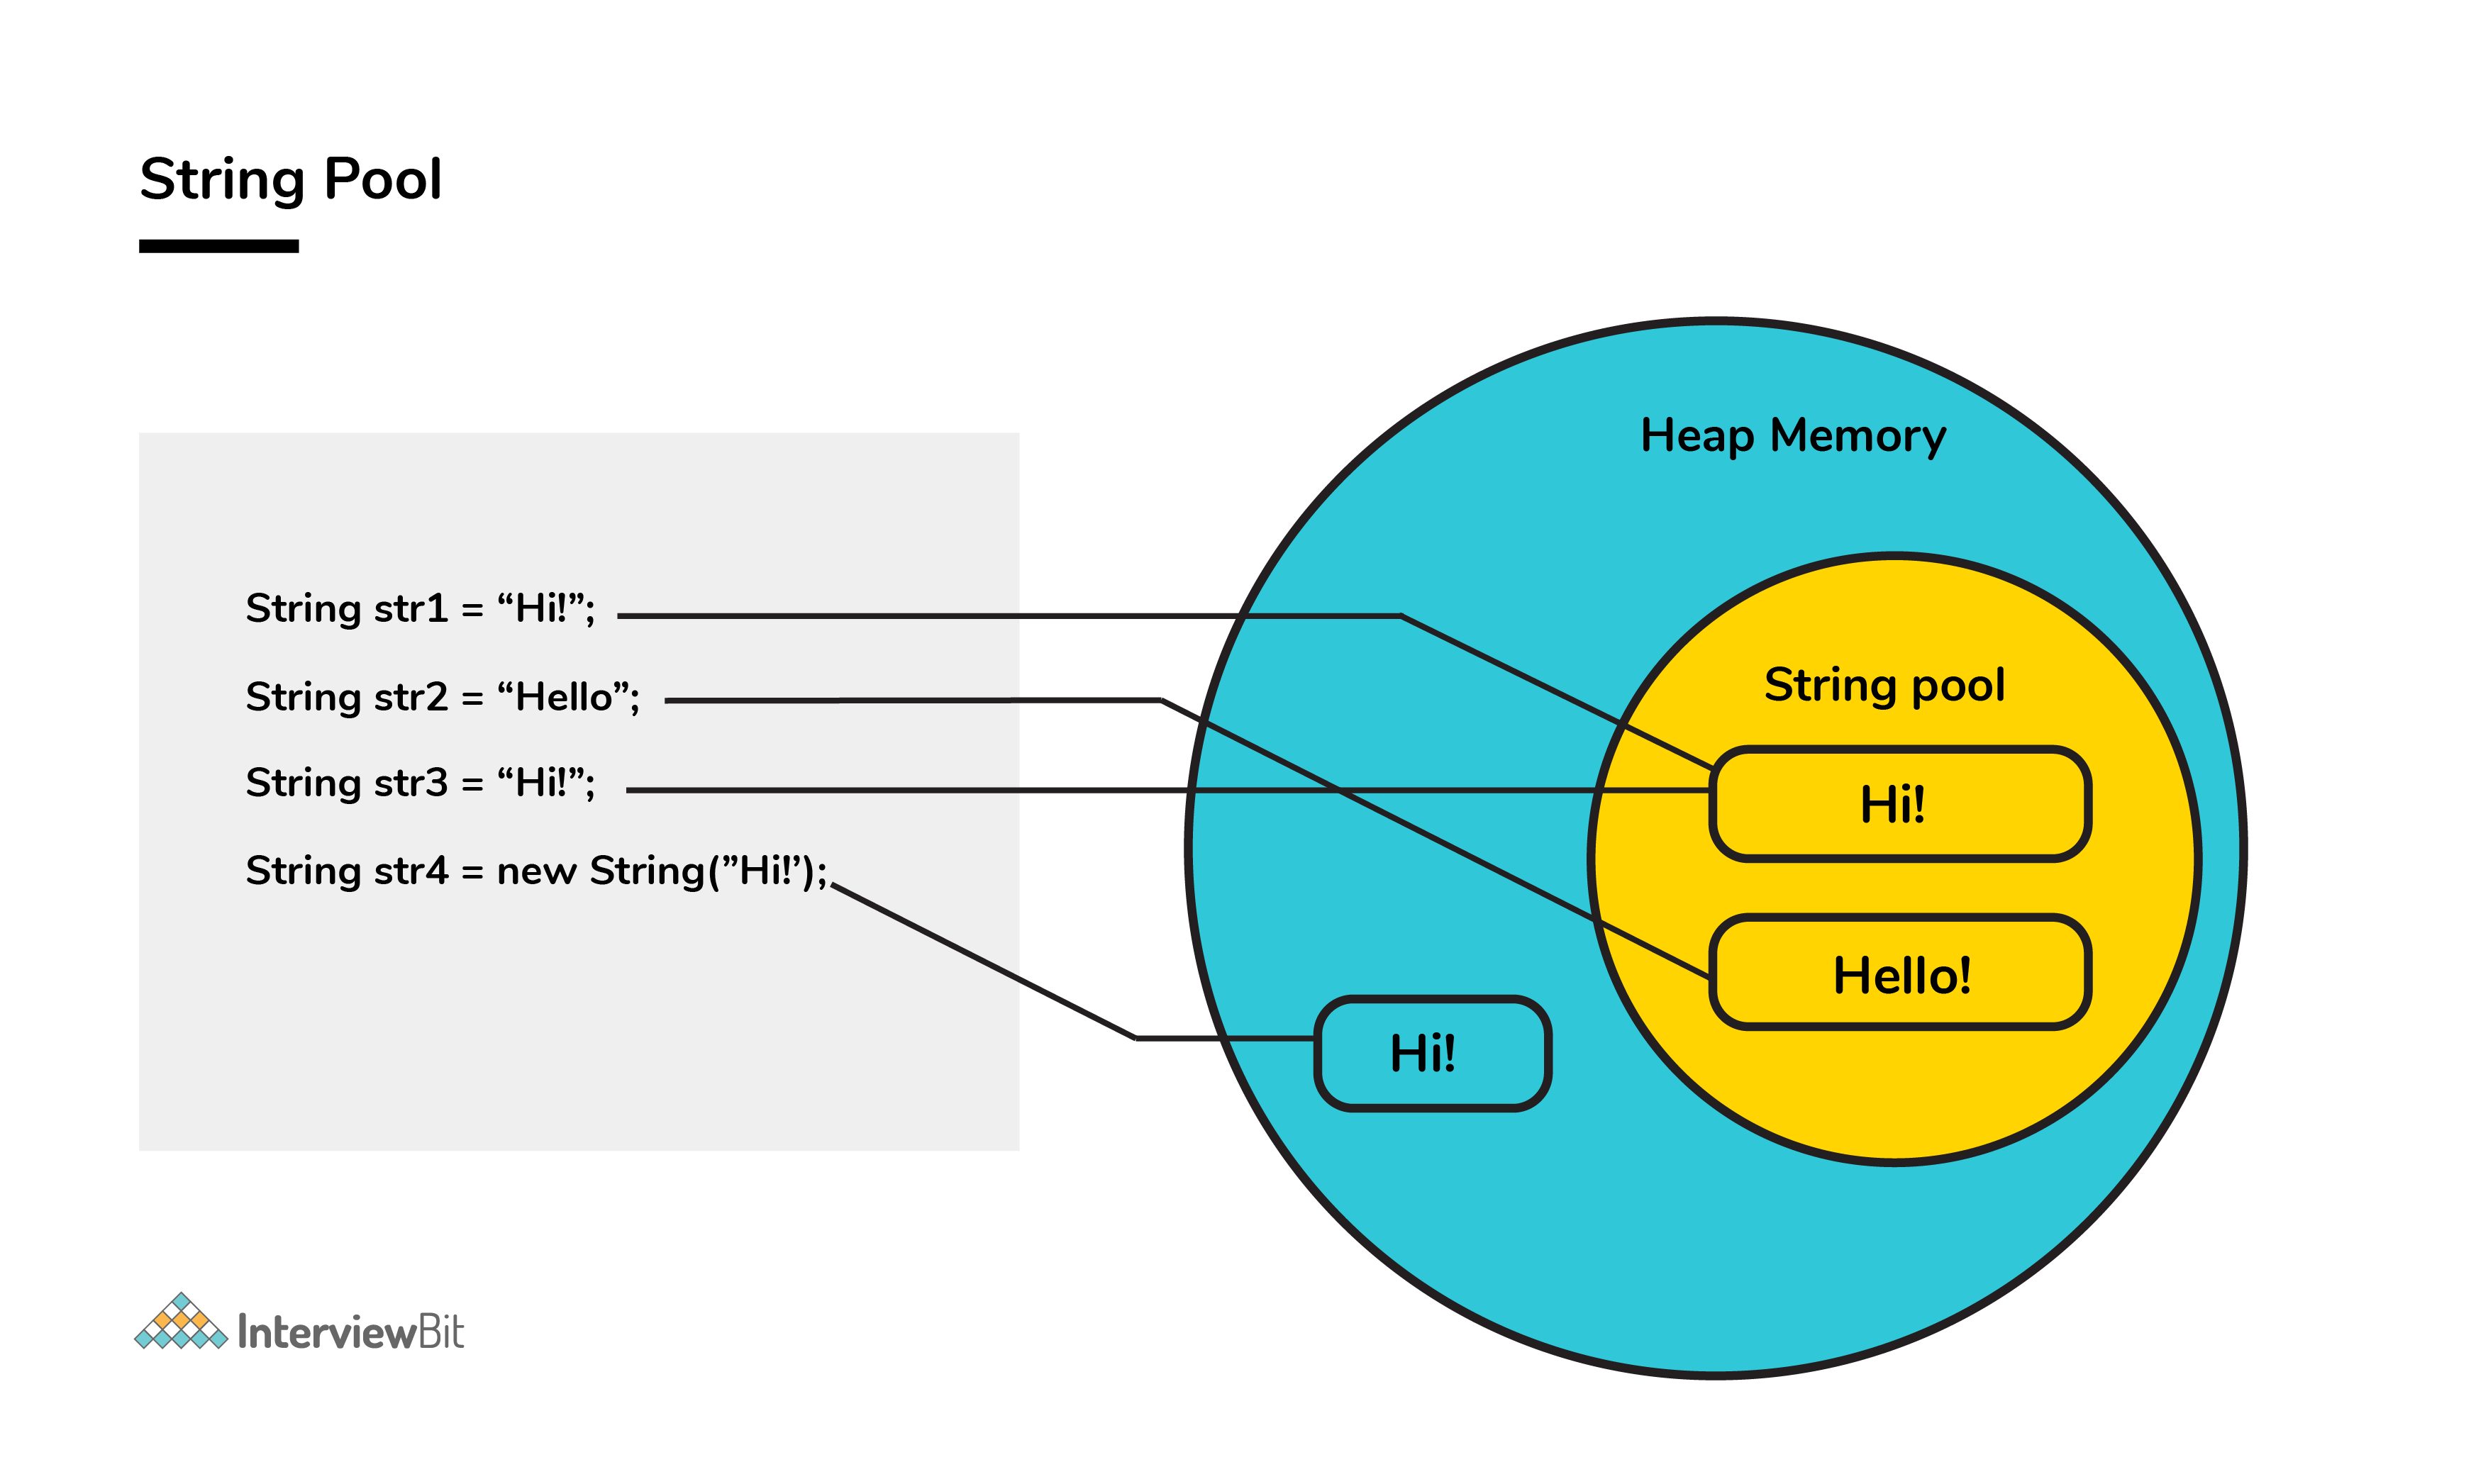 String Pool
Heap Memory
String str1 = “Hi!”;
String str2 = “Hello”;
String str3 = “Hi!”;
String str4 = new String(”Hi!’);
String pool
Hi!
Hello!
Hi!
InterviewBit